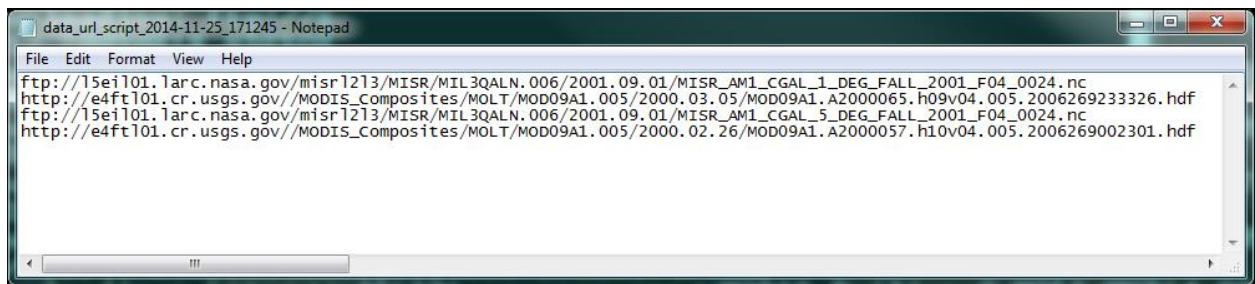 data_url_script_2014-11-25_171245 - Notepad
File Edit Format View Help
ftp://l5eil01.larc.nasa.gov/misrl2l3/MISR/MIL3QALN.006/2001.09.01/MISR_AM1_CGAL_1_DEG_FALL_2001_F04_0024.nc
http://e4ftl01.cr.usgs.gov//MODIS_Composites/MOLT/MOD09A1.005/2000.03.05/MOD09A1.A2000065.h09v04.005.2006269233326.hdf
ftp://l5eil01.larc.nasa.gov/misrl2l3/MISR/MIL3QALN.006/2001.09.01/MISR_AM1_CGAL_5_DEG_FALL_2001_F04_0024.nc
http://e4ftl01.cr.usgs.gov//MODIS_Composites/MOLT/MOD09A1.005/2000.02.26/MOD09A1.A2000057.h10v04.005.2006269002301.hdf